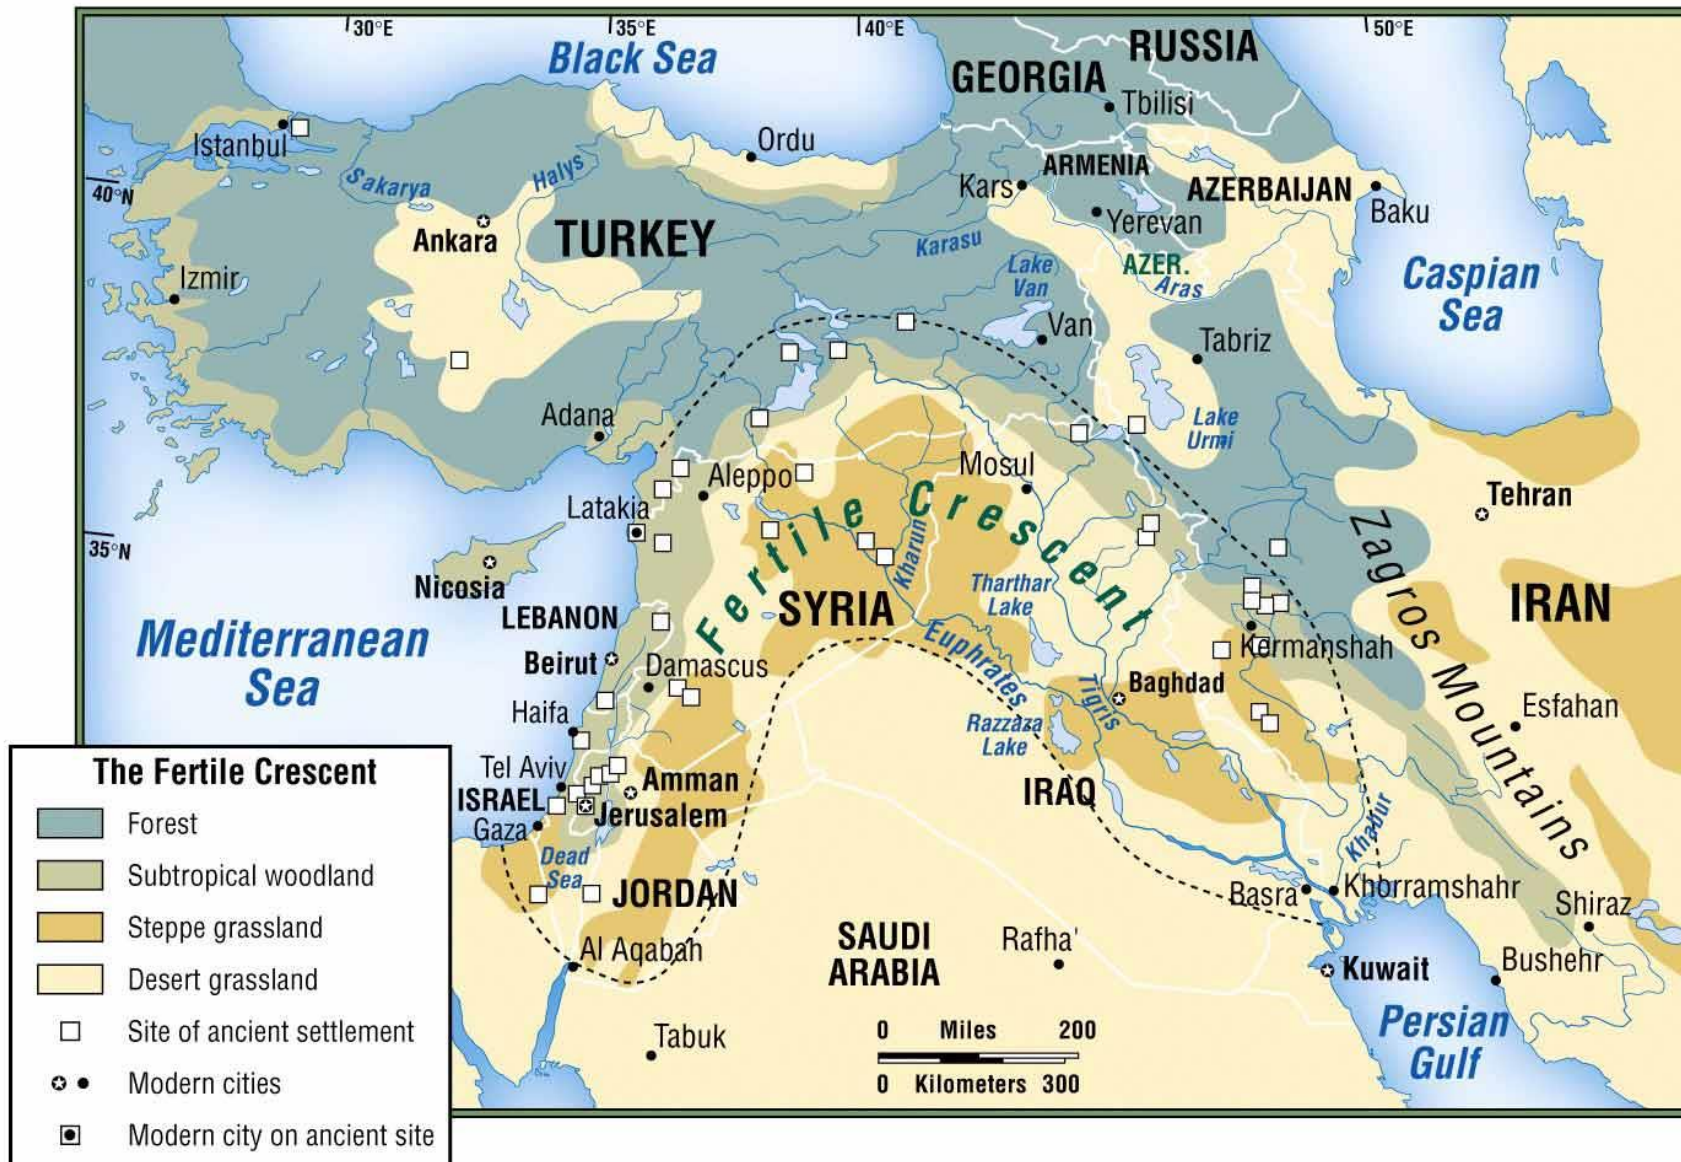 30°E
35°E
40°E
50°E
Black Sea
RUSSIA
GEORGIA
Tbilisi
Istanbul
Ordu
40°N
Sakarya
Halys
Kars
ARMENIA
AZERBAIJAN
Baku
Ankara
TURKEY
Yerevan
Karasu
AZER.
Aras
Izmir
Lake
Van
Caspian
Sea
Van
Tabriz
Adana
Lake
Urmi
Aleppo
Mosul
Latakia
Fertile Crescent
Tehran
35°N
Nicosia
Kharun
Tharthar
Lake
Zagros Mountains
IRAN
LEBANON
SYRIA
Mediterranean
Sea
Euphrates
Kermanshah
Beirut
Damascus
Baghdad
Tigris
Haifa
Razzaza
Lake
Esfahan
Tel Aviv
Amman
ISRAEL
Jerusalem
IRAQ
Gaza
Khabur
Dead
Sea
JORDAN
Basra
Khorramshahr
Shiraz
Al Aqabah
SAUDI
ARABIA
Rafha'
Kuwait
Bushehr
Tabuk
Persian
Gulf
0 Miles 200
0 Kilometers 300
The Fertile Crescent
Forest
Subtropical woodland
Steppe grassland
Desert grassland
Site of ancient settlement
Modern cities
Modern city on ancient site